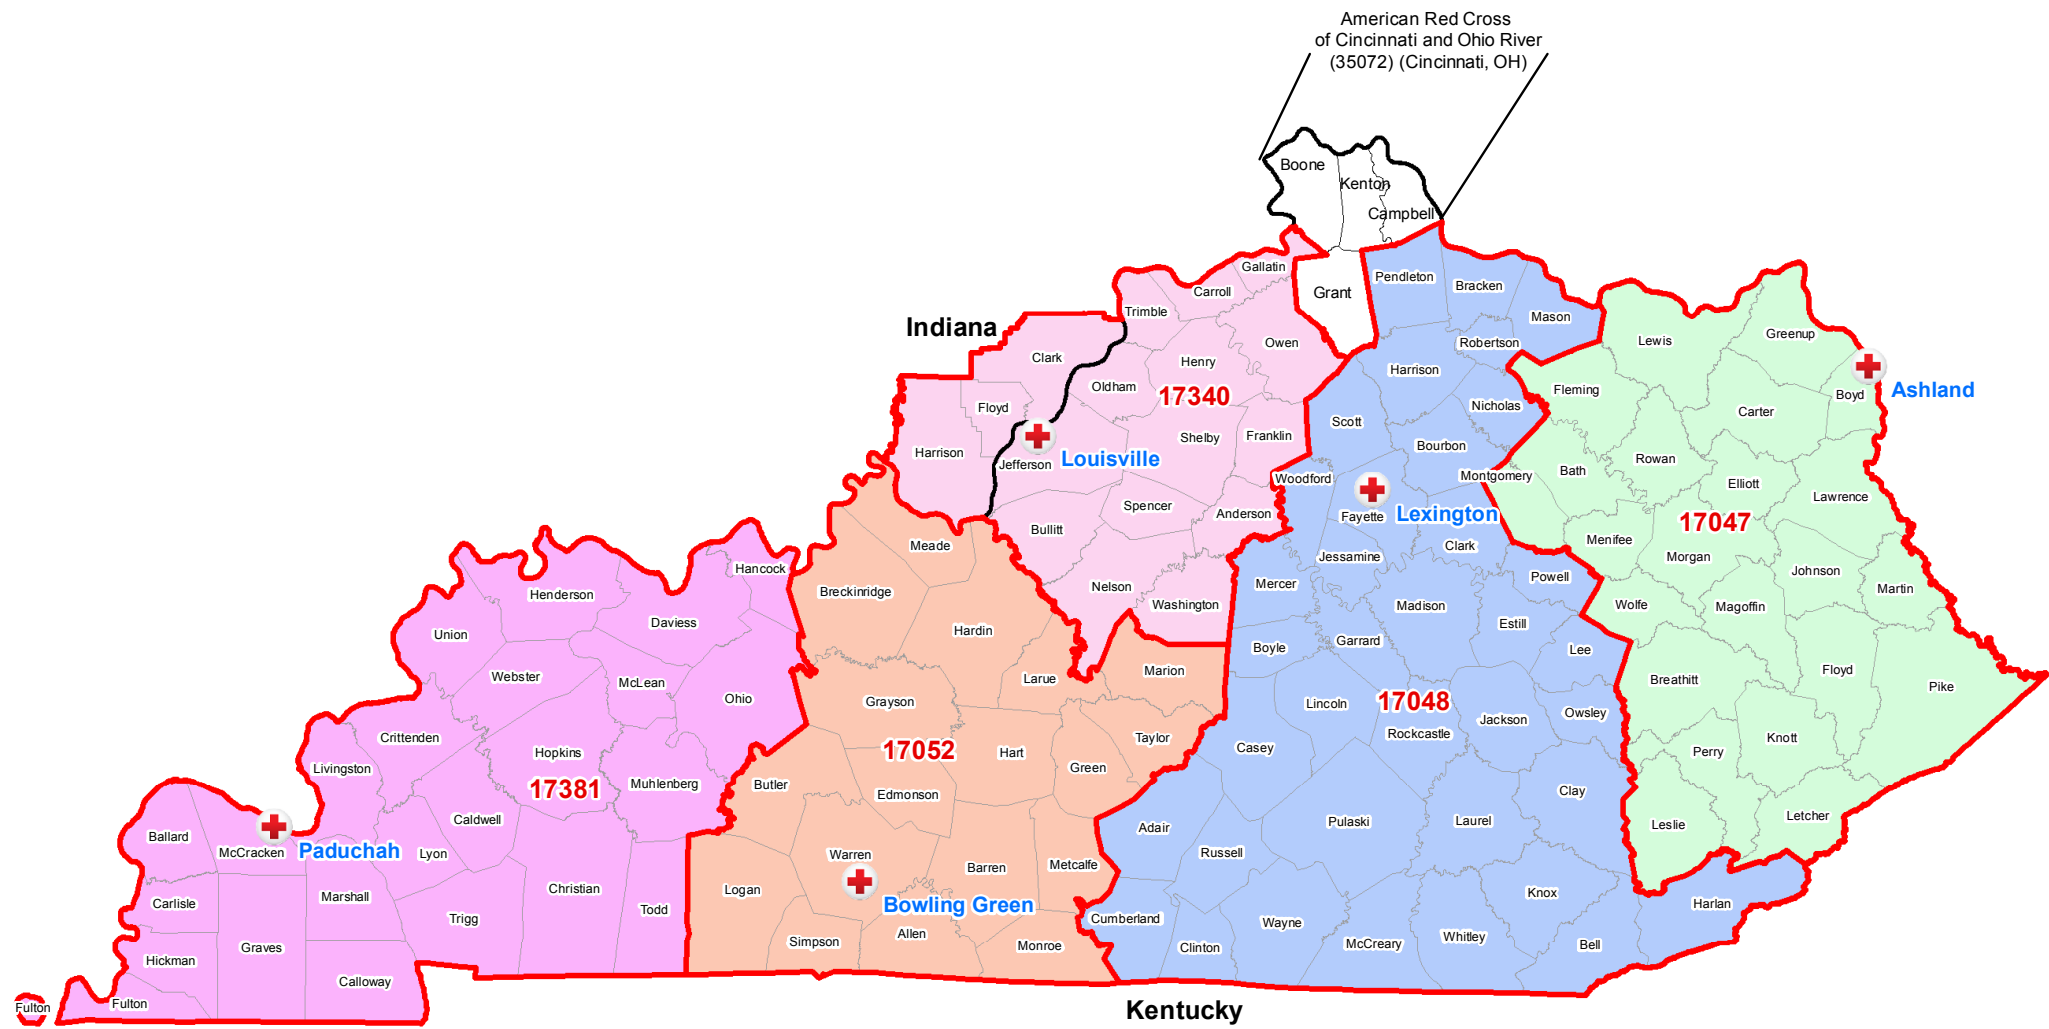 American Red Cross
of Cincinnati and Ohio River
(35072) (Cincinnati, OH)
Boone
Kenton
Campbell
Gallatin
Pendleton
Carroll
Grant
Bracken
Trimble
Mason
Indiana
Clark
Owen
Robertson
Lewis
Greenup
Henry
Harrison
Oldham
17340
Fleming
Boyd
Ashland
Floyd
Nicholas
Carter
Scott
Shelby
Franklin
Bourbon
Harrison
Jefferson
Louisville
Rowan
Bath
Woodford
Montgomery
Elliott
Lawrence
Spencer
Anderson
Fayette
Lexington
17047
Bullitt
Meade
Clark
Menifee
Jessamine
Morgan
Hancock
Johnson
Powell
Mercer
Nelson
Martin
Breckinridge
Henderson
Washington
Madison
Wolfe
Magoffin
Daviess
Hardin
Estill
Union
Garrard
Boyle
Lee
Marion
Floyd
Webster
McLean
Larue
Breathitt
Pike
Ohio
Grayson
Lincoln
17048
Owsley
Jackson
Rockcastle
Crittenden
Taylor
Knott
Casey
17052
Hart
Hopkins
Perry
Livingston
Green
17381
Muhlenberg
Butler
Edmonson
Clay
Letcher
Caldwell
Adair
Pulaski
Laurel
Leslie
Ballard
McCracken
Paduchah
Lyon
Warren
Russell
Barren
Metcalfe
Christian
Logan
Knox
Marshall
Carlisle
Bowling Green
Harlan
Todd
Trigg
Cumberland
Wayne
Allen
Whitley
Simpson
McCreary
Bell
Graves
Monroe
Clinton
Hickman
Calloway
Fulton
Fulton
Kentucky